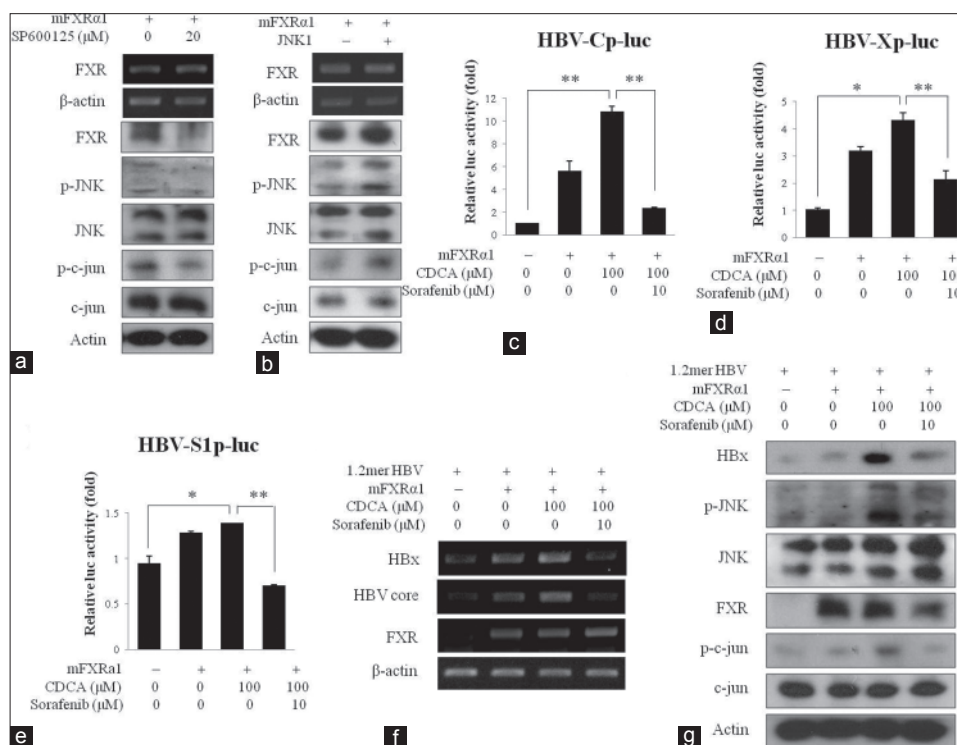 mFXRα1 + +
SP600125 (μM) 0 20
FXR
β-actin
FXR
p-JNK
JNK
p-c-jun
c-jun
Actin
a
mFXRα1 + +
JNK1 – +
FXR
β-actin
FXR
p-JNK
JNK
p-c-jun
c-jun
Actin
b
HBV-Cp-luc
Relative luc activity (fold)
12
10
8
6
4
2
0
** **
mFXRα1 – + + +
CDCA (μM) 0 0 100 100
Sorafenib (μM) 0 0 0 10
c
HBV-Xp-luc
Relative luc activity (fold)
5
4
3
2
1
0
* **
mFXRα1 – + + +
CDCA (μM) 0 0 100 100
Sorafenib (μM) 0 0 0 10
d
HBV-S1p-luc
Relative luc activity (fold)
1.5
1
0.5
0
* **
mFXRa1 – + + +
CDCA (μM) 0 0 100 100
Sorafenib (μM) 0 0 0 10
e
1.2mer HBV + + + +
mFXRα1 – + + +
CDCA (μM) 0 0 100 100
Sorafenib (μM) 0 0 0 10
HBx
HBV core
FXR
β-actin
f
1.2mer HBV + + + +
mFXRα1 – + + +
CDCA (μM) 0 0 100 100
Sorafenib (μM) 0 0 0 10
HBx
p-JNK
JNK
FXR
p-c-jun
c-jun
Actin
g